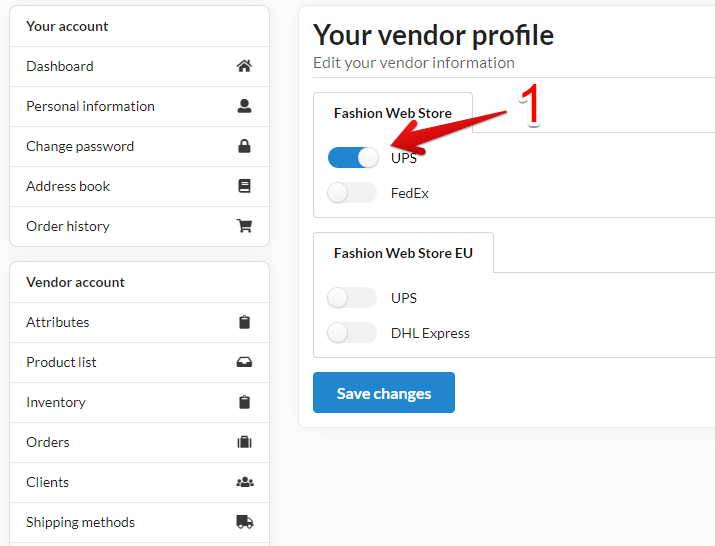 Your account
Dashboard
Personal information
Change password
Address book
Order history
Vendor account
Attributes
Product list
Inventory
Orders
Clients
Shipping methods
Your vendor profile
Edit your vendor information
1
Fashion Web Store
UPS
FedEx
Fashion Web Store EU
UPS
DHL Express
Save changes